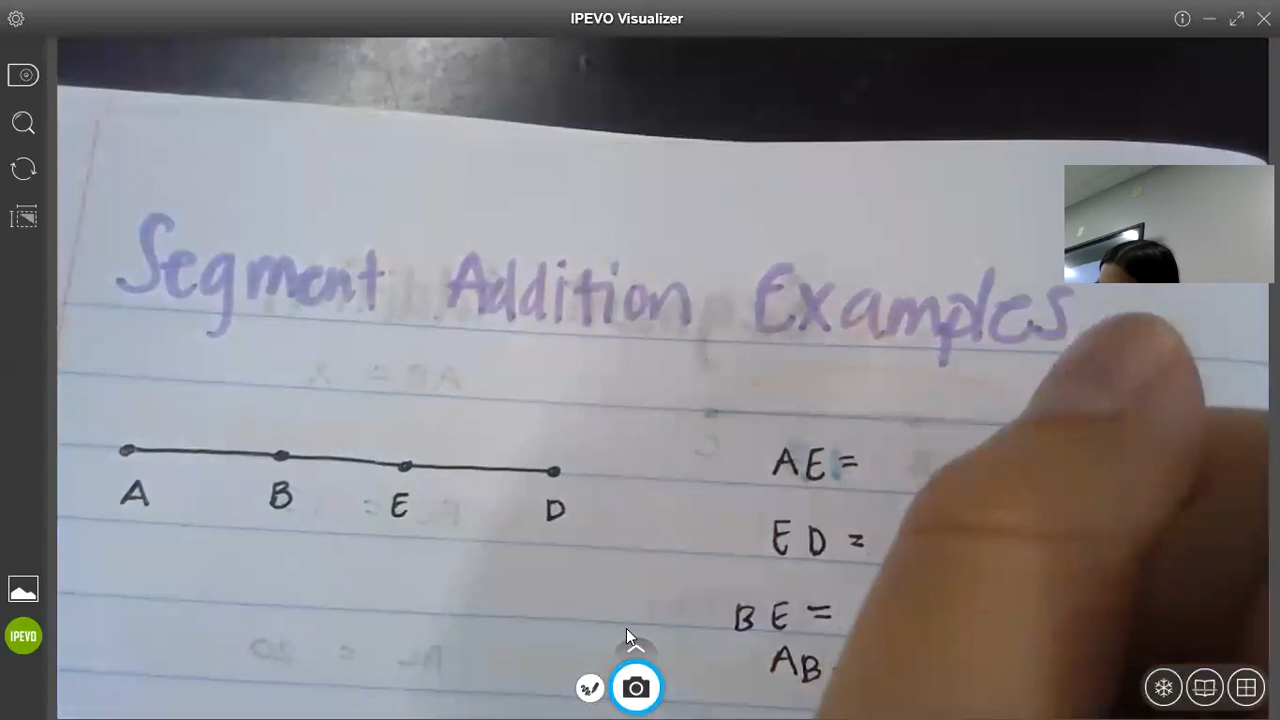 IPEVO Visualizer
Segment Addition Examples
A B E D
AE =
ED =
BE =
AB
IPEVO